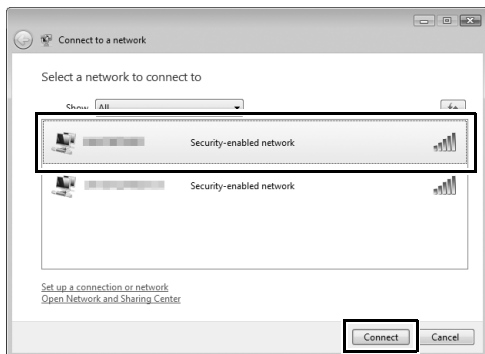 Connect to a network
Select a network to connect to
Show All
Security-enabled network
Security-enabled network
Set up a connection or network
Open Network and Sharing Center
Connect Cancel